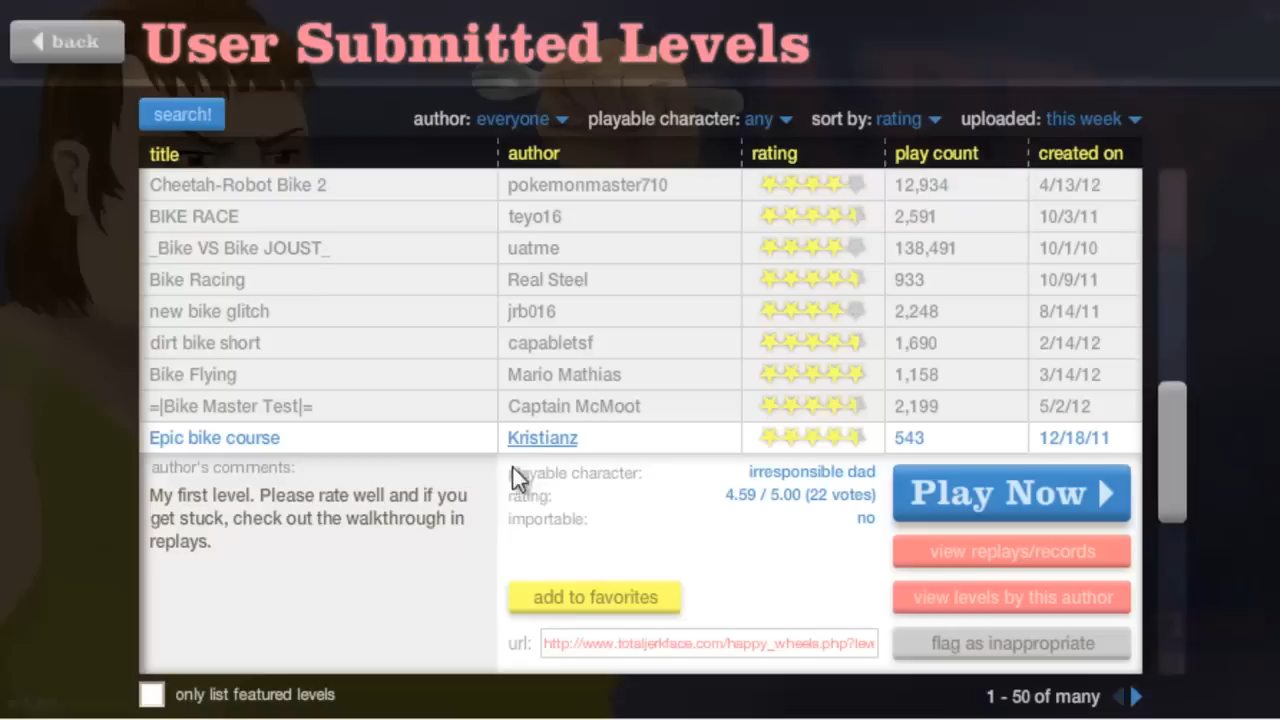 back
User Submitted Levels
search!
author: everyone playable character: any sort by: rating uploaded: this week
title author rating play count created on
Cheetah-Robot Bike 2 pokemonmaster710 12,934 4/13/12
BIKE RACE teyo16 2,591 10/3/11
_Bike VS Bike JOUST_ uatme 138,491 10/1/10
Bike Racing Real Steel 933 10/9/11
new bike glitch jrb016 2,248 8/14/11
dirt bike short capabletsf 1,690 2/14/12
Bike Flying Mario Mathias 1,158 3/14/12
=|Bike Master Test|= Captain McMoot 2,199 5/2/12
Epic bike course Kristianz 543 12/18/11
author's comments:
My first level. Please rate well and if you
get stuck, check out the walkthrough in
replays.
playable character: irresponsible dad
rating: 4.59 / 5.00 (22 votes)
importable: no
add to favorites
url: http://www.totaljerkface.com/happy_wheels.php?lev
Play Now
view replays/records
view levels by this author
flag as inappropriate
only list featured levels
1 - 50 of many